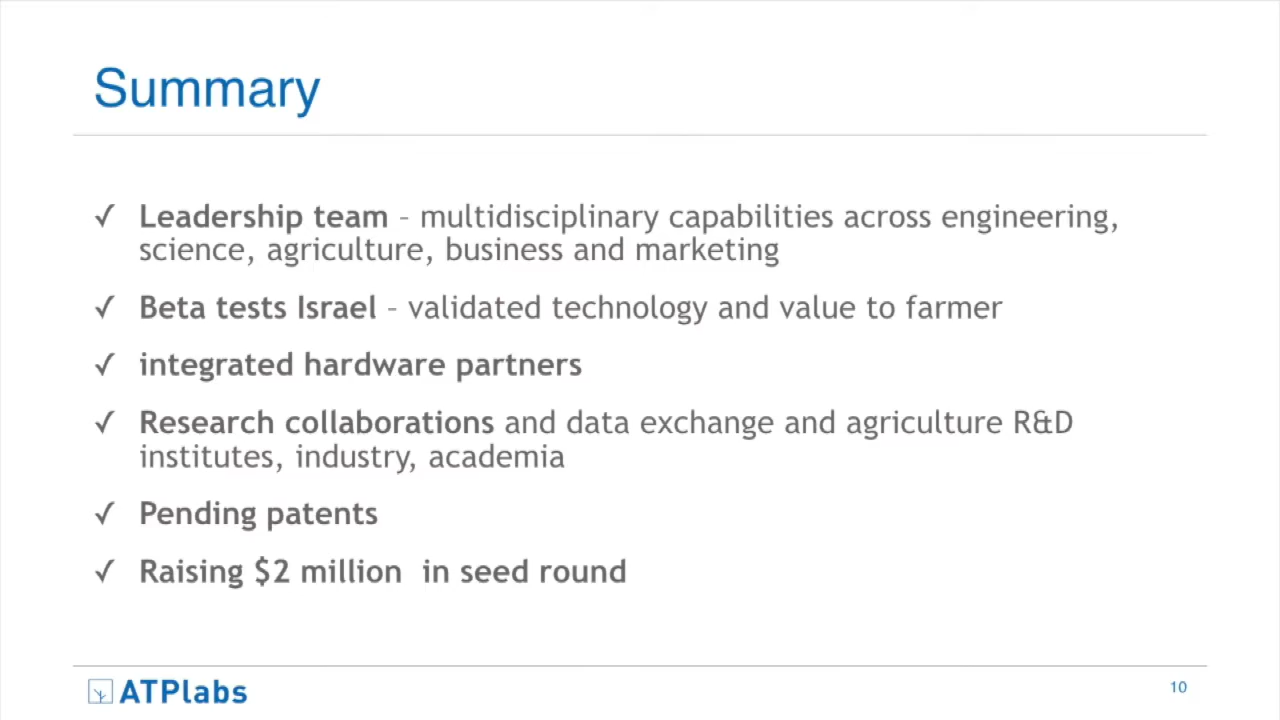 Summary
✓ Leadership team – multidisciplinary capabilities across engineering,
science, agriculture, business and marketing
✓ Beta tests Israel – validated technology and value to farmer
✓ integrated hardware partners
✓ Research collaborations and data exchange and agriculture R&D
institutes, industry, academia
✓ Pending patents
✓ Raising $2 million  in seed round
ATPlabs
10